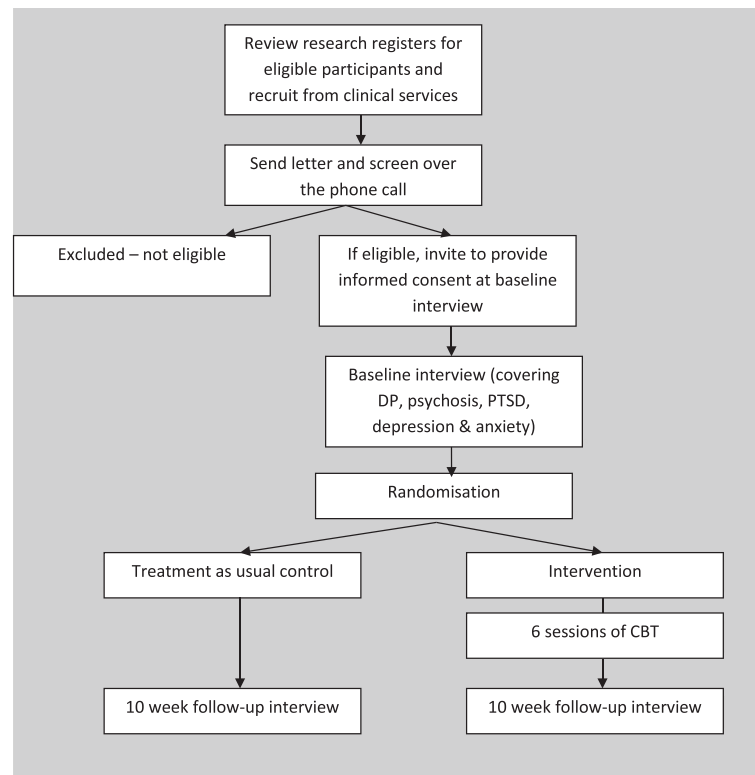 Review research registers for
eligible participants and
recruit from clinical services
Send letter and screen over
the phone call
Excluded – not eligible
If eligible, invite to provide
informed consent at baseline
interview
Baseline interview (covering
DP, psychosis, PTSD,
depression & anxiety)
Randomisation
Treatment as usual control
Intervention
6 sessions of CBT
10 week follow-up interview
10 week follow-up interview